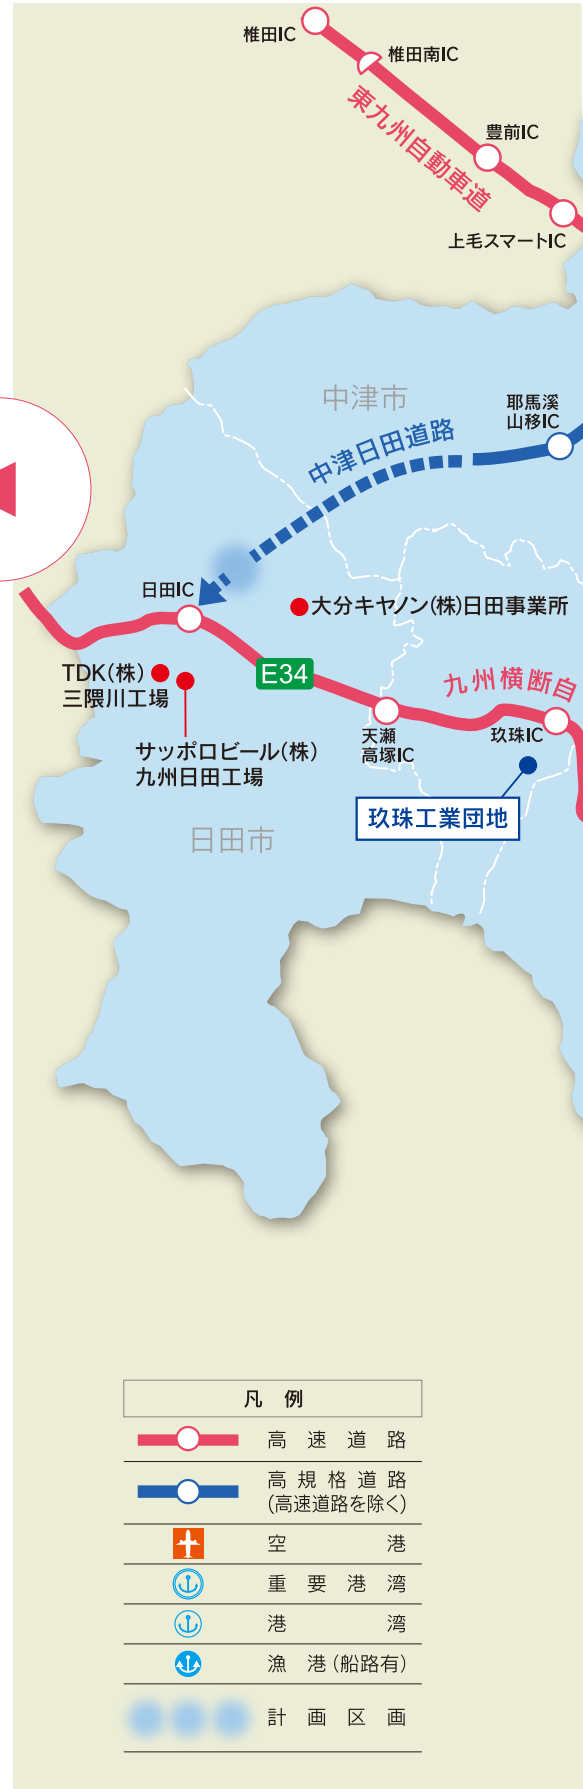 椎田IC
椎田南IC
東九州自動車道
豊前IC
上毛スマートIC
中津市
耶馬溪
山移IC
中津日田道路
日田IC
大分キヤノン(株)日田事業所
TDK(株)
三隈川工場
E34
九州横断自
サッポロビール(株)
九州日田工場
天瀬
高塚IC
玖珠IC
玖珠工業団地
日田市
凡 例
高 速 道 路
高 規 格 道 路
(高速道路を除く)
空 港
重 要 港 湾
港 湾
漁 港(船路有)
計 画 区 画